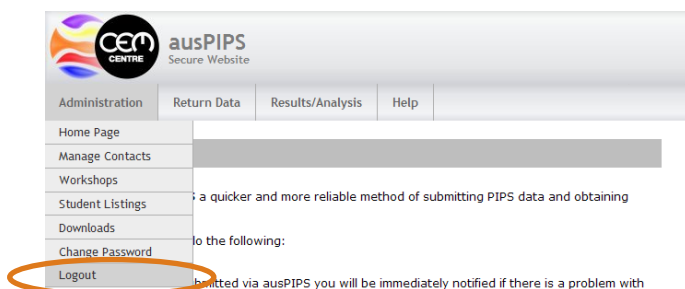 CEM
CENTRE
ausPIPS
Secure Website
Administration Return Data Results/Analysis Help
Home Page
Manage Contacts
Workshops
Student Listings
a quicker and more reliable method of submitting PIPS data and obtaining
Downloads
do the following:
Change Password
Logout
submitted via ausPIPS you will be immediately notified if there is a problem with